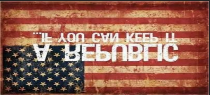 A REPUBLIC
...IF YOU CAN KEEP IT